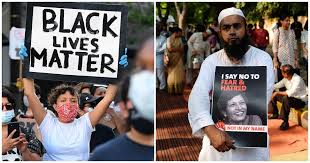 BLACK
LIVES
MATTER
I SAY NO TO
FEAR &
HATRED
NOT IN MY NAME